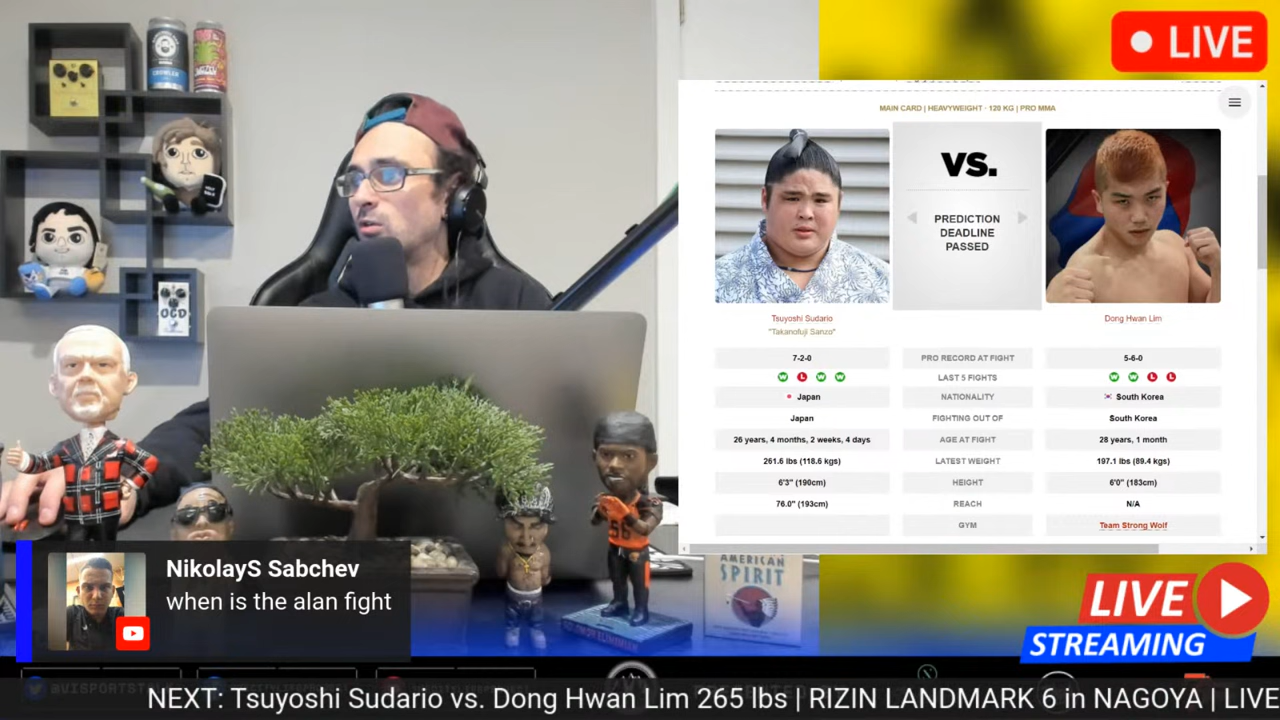 LIVE
MAIN CARD | HEAVYWEIGHT · 120 KG | PRO MMA
VS.
PREDICTION
DEADLINE
PASSED
Tsuyoshi Sudario
"Takanofuji Sanzo"
Dong Hwan Lim
7-2-0 PRO RECORD AT FIGHT 5-6-0
W L W W LAST 5 FIGHTS W W L L
Japan NATIONALITY South Korea
Japan FIGHTING OUT OF South Korea
26 years, 4 months, 2 weeks, 4 days AGE AT FIGHT 28 years, 1 month
261.6 lbs (118.6 kgs) LATEST WEIGHT 197.1 lbs (89.4 kgs)
6'3" (190cm) HEIGHT 6'0" (183cm)
76.0" (193cm) REACH N/A
GYM Team Strong Wolf
CROWLER
OCD
56
AMERICAN
SPIRIT
NikolayS Sabchev
when is the alan fight
LIVE
STREAMING
NEXT: Tsuyoshi Sudario vs. Dong Hwan Lim 265 lbs | RIZIN LANDMARK 6 in NAGOYA | LIVE